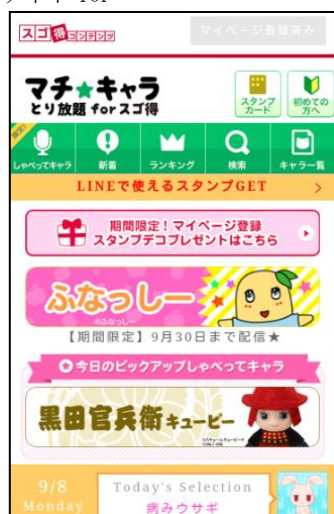 スゴ得コンテンツ
マイページ登録済み
マチ★キャラ
とり放題 for スゴ得
スタンプ
カード
初めての
方へ
限定!
しゃべってキャラ
新着
ランキング
検索
キャラ一覧
LINEで使えるスタンプGET
期間限定!マイページ登録
スタンプデコプレゼントはこちら
ふなっしー
©ふなっしー
【期間限定】9月30日まで配信★
今日のピックアップしゃべってキャラ
黒田官兵衛キューピー
9/8
Monday
Today's Selection
病みウサギ